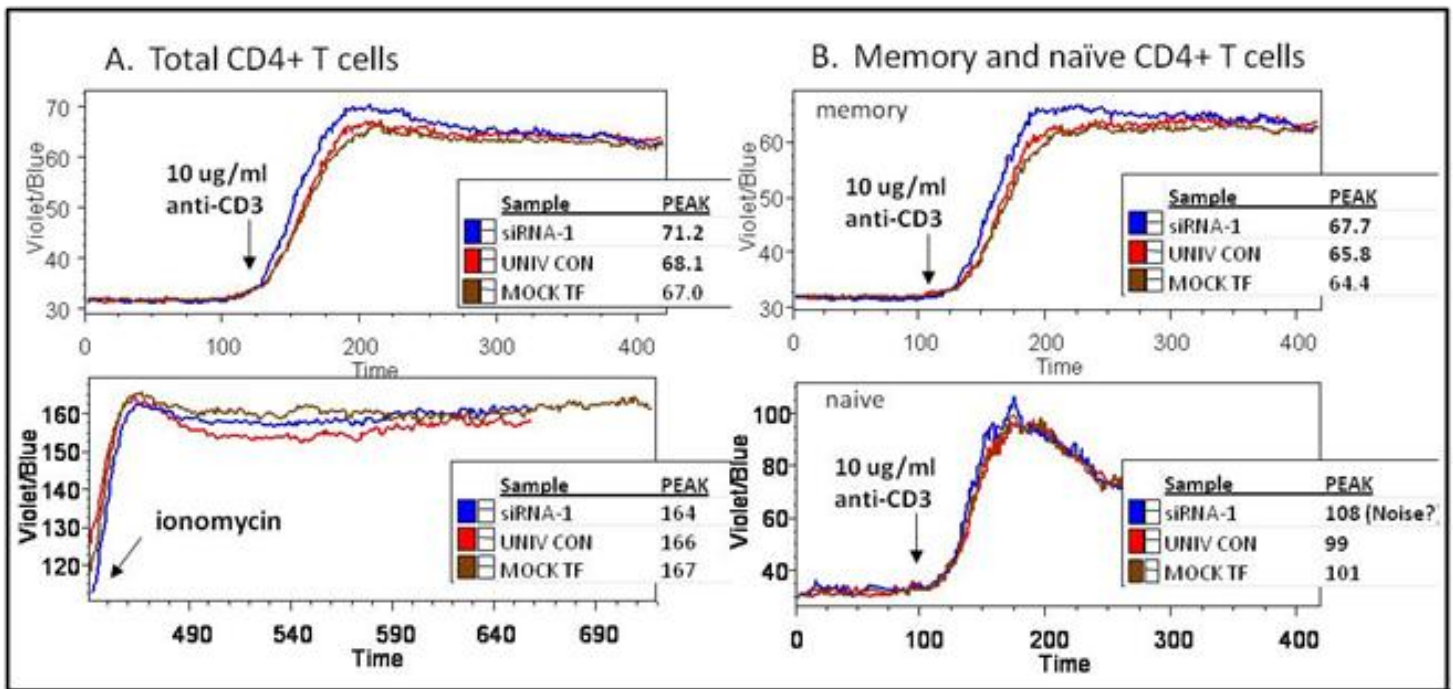 A. Total CD4+ T cells
Violet/Blue
70
60
50
40
30
10 ug/ml
anti-CD3
Sample PEAK
siRNA-1 71.2
UNIV CON 68.1
MOCK TF 67.0
0 100 200 300 400
Time
Violet/Blue
160
150
140
130
120
ionomycin
Sample PEAK
siRNA-1 164
UNIV CON 166
MOCK TF 167
490 540 590 640 690
Time
B. Memory and naïve CD4+ T cells
memory
Violet/Blue
60
50
40
30
10 ug/ml
anti-CD3
Sample PEAK
siRNA-1 67.7
UNIV CON 65.8
MOCK TF 64.4
0 100 200 300 400
Time
naive
Violet/Blue
100
80
60
40
10 ug/ml
anti-CD3
Sample PEAK
siRNA-1 108 (Noise?)
UNIV CON 99
MOCK TF 101
0 100 200 300 400
Time